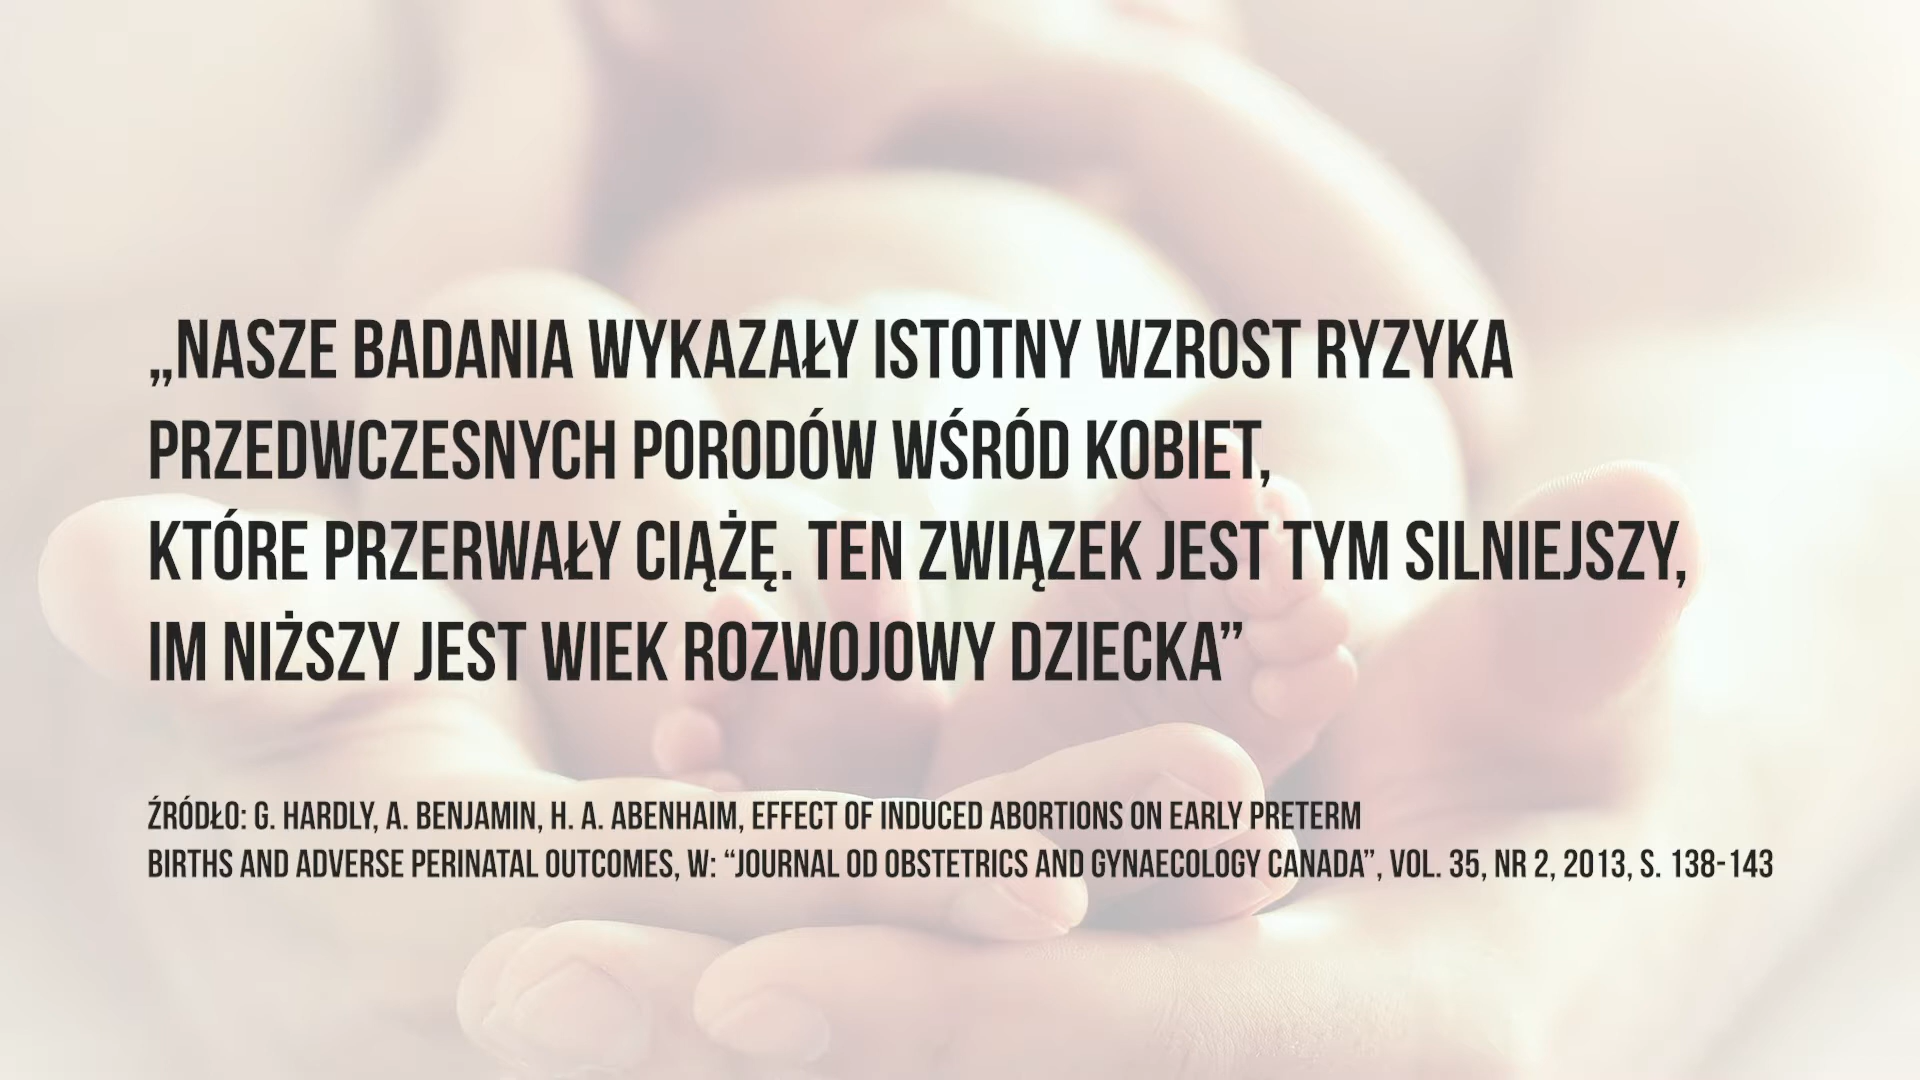 „NASZE BADANIA WYKAZAŁY ISTOTNY WZROST RYZYKA
PRZEDWCZESNYCH PORODÓW WŚRÓD KOBIET,
KTÓRE PRZERWAŁY CIĄŻĘ. TEN ZWIĄZEK JEST TYM SILNIEJSZY,
IM NIŻSZY JEST WIEK ROZWOJOWY DZIECKA”
ŹRÓDŁO: G. HARDLY, A. BENJAMIN, H. A. ABENHAIM, EFFECT OF INDUCED ABORTIONS ON EARLY PRETERM
BIRTHS AND ADVERSE PERINATAL OUTCOMES, W: “JOURNAL OD OBSTETRICS AND GYNAECOLOGY CANADA”, VOL. 35, NR 2, 2013, S. 138-143